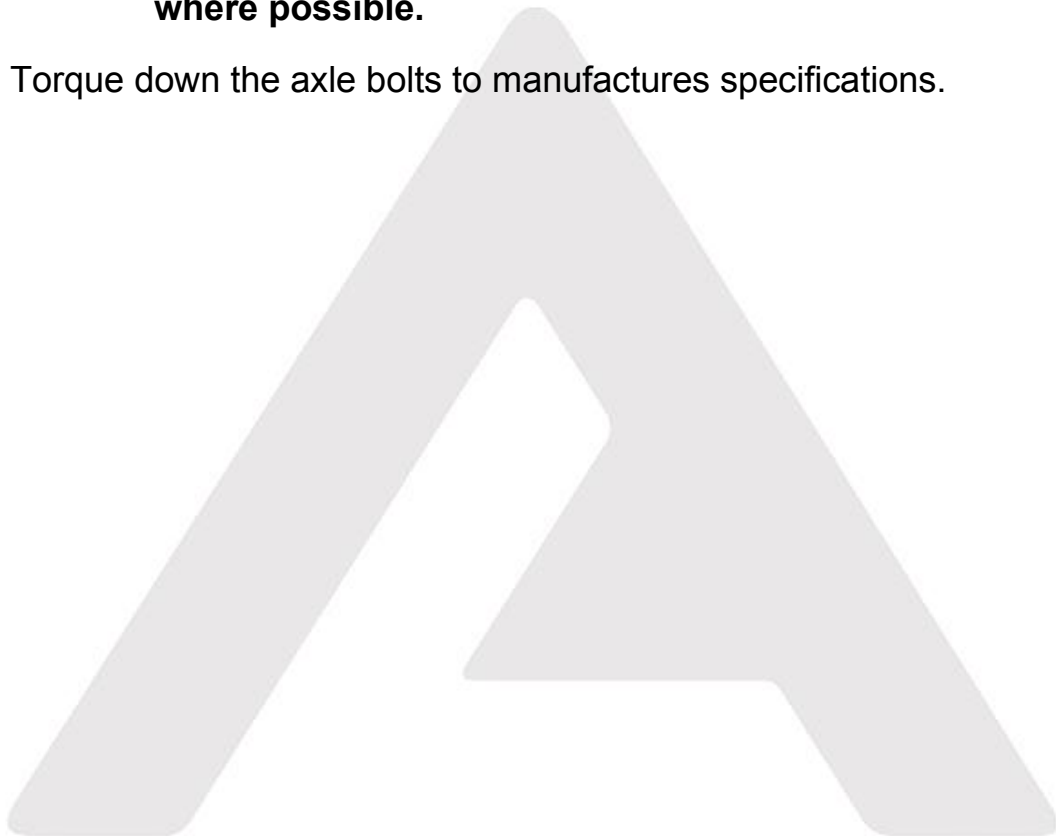 where possible.
Torque down the axle bolts to manufactures specifications.